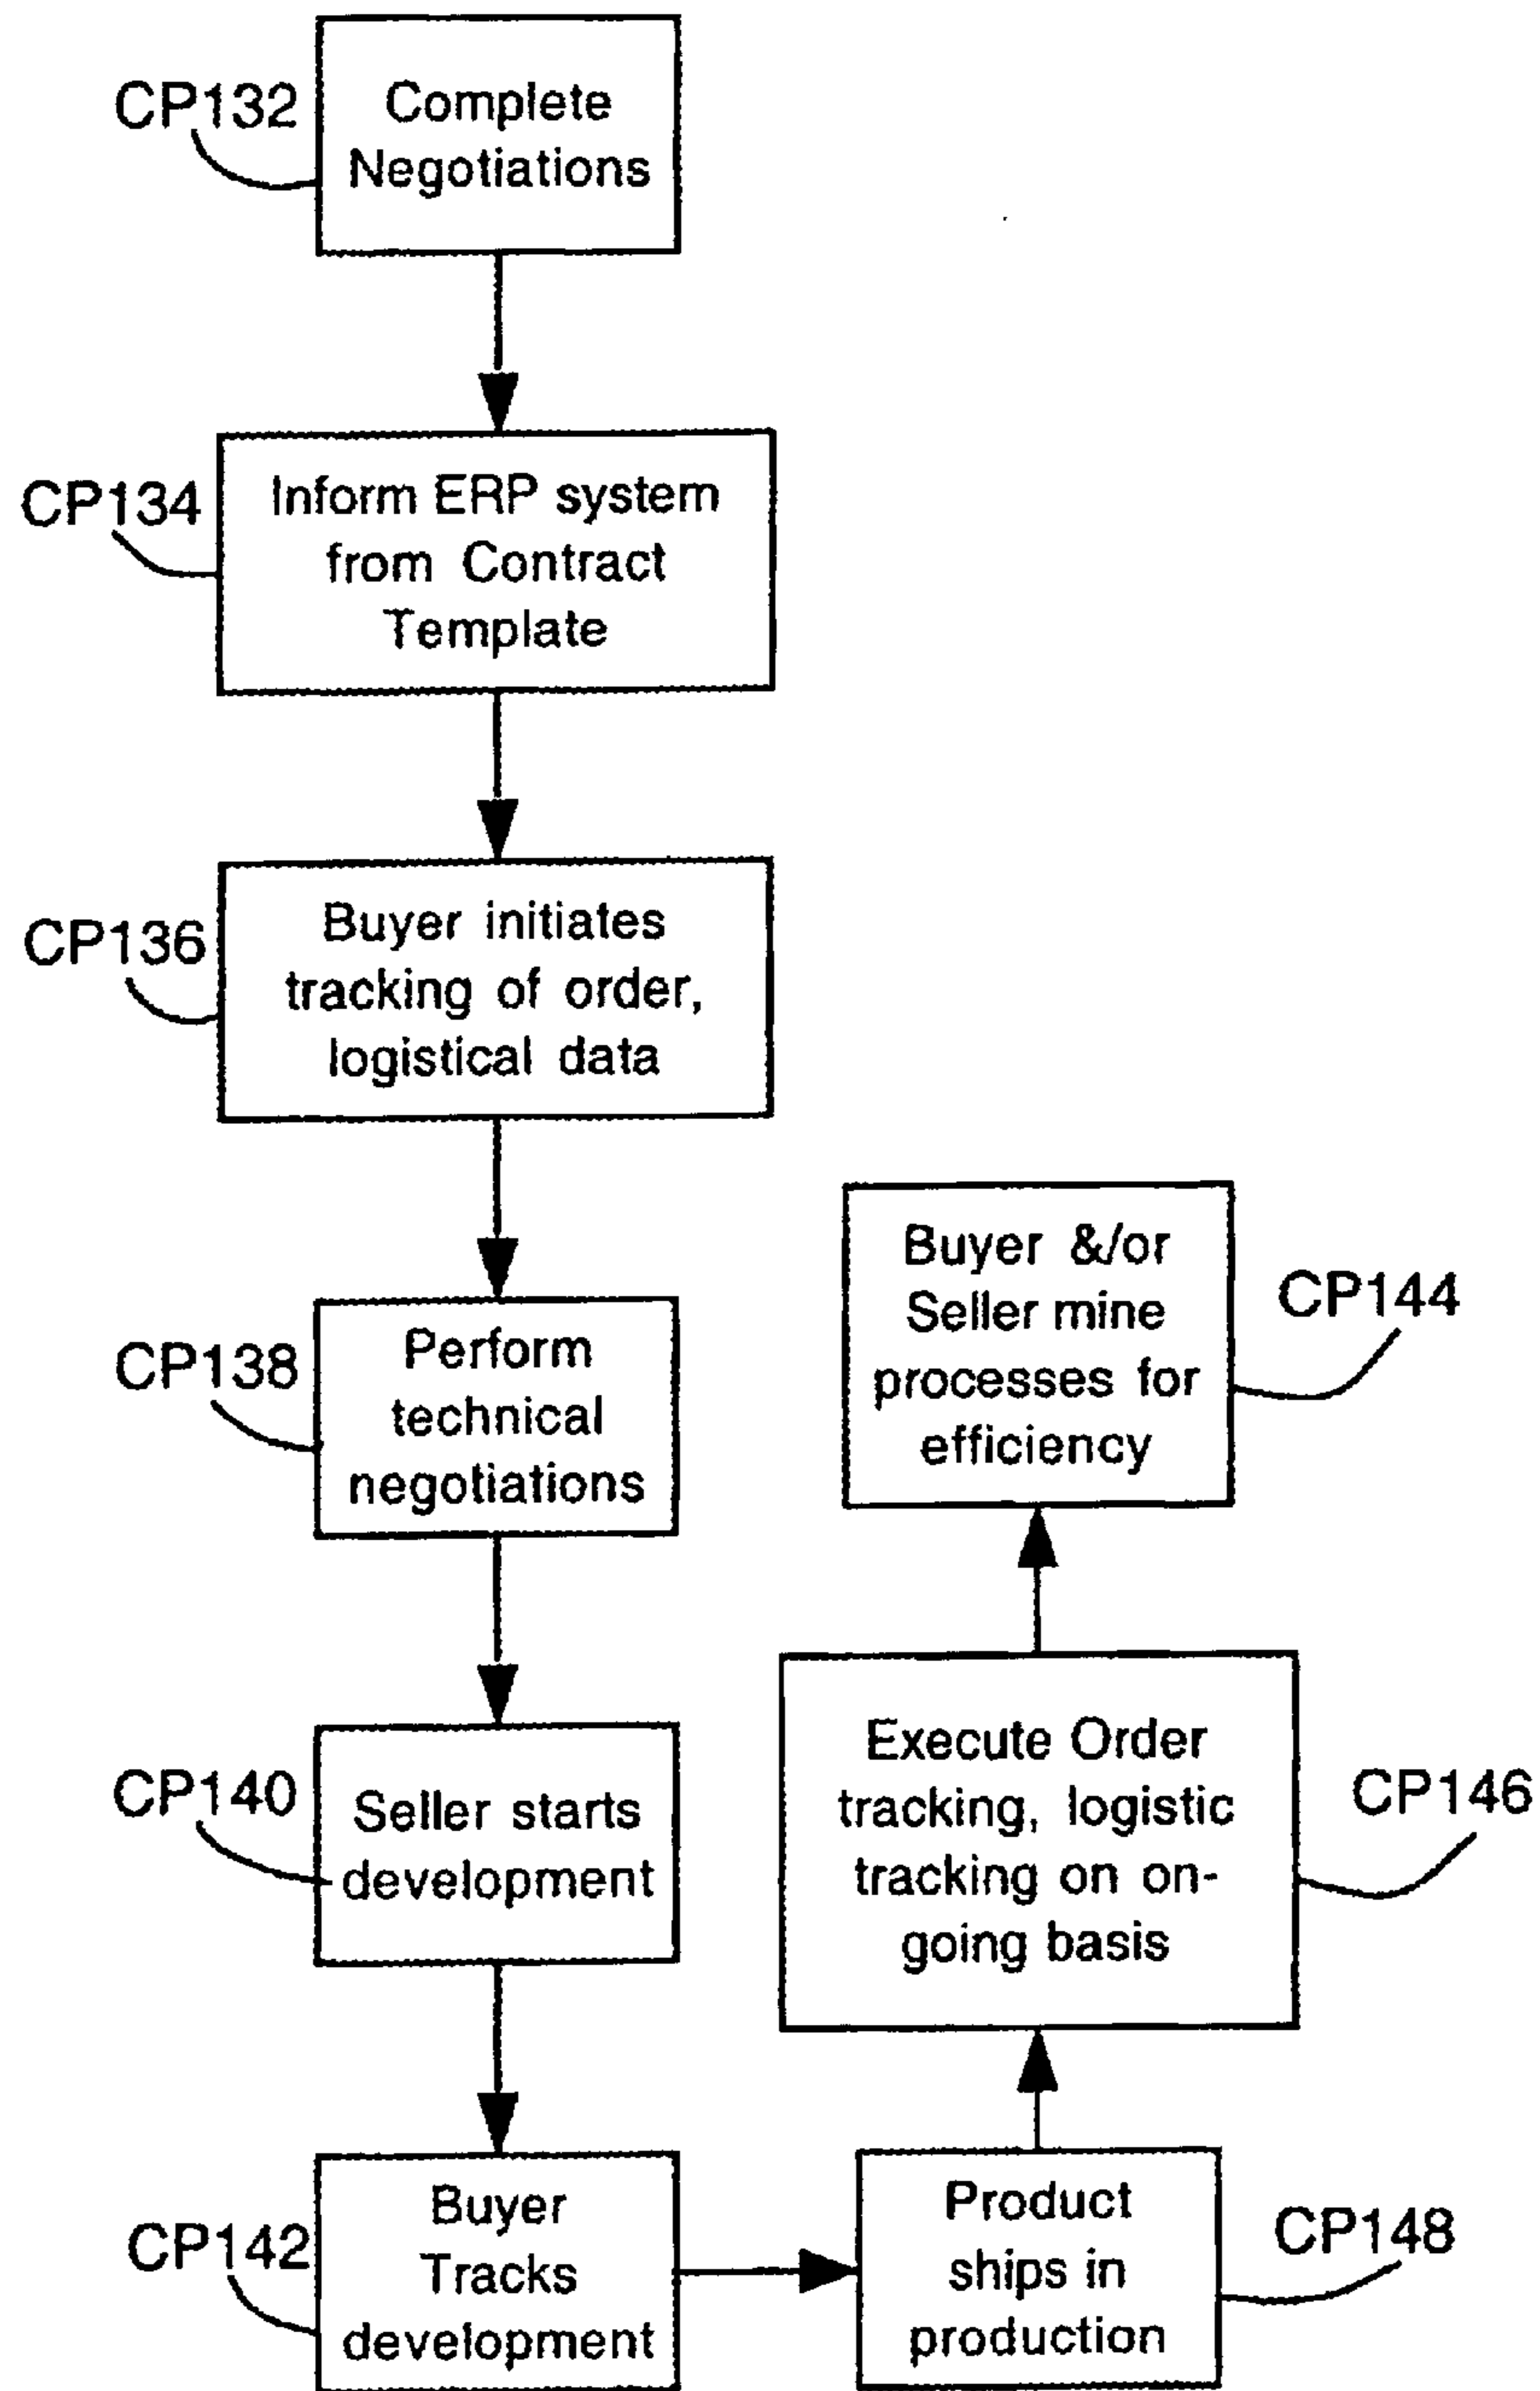 CP132
Complete
Negotiations
CP134
Inform ERP system
from Contract
Template
CP136
Buyer initiates
tracking of order,
logistical data
CP138
Perform
technical
negotiations
CP140
Seller starts
development
CP142
Buyer
Tracks
development
Product
ships in
production
CP148
Execute Order
tracking, logistic
tracking on on-
going basis
CP146
Buyer &/or
Seller mine
processes for
efficiency
CP144